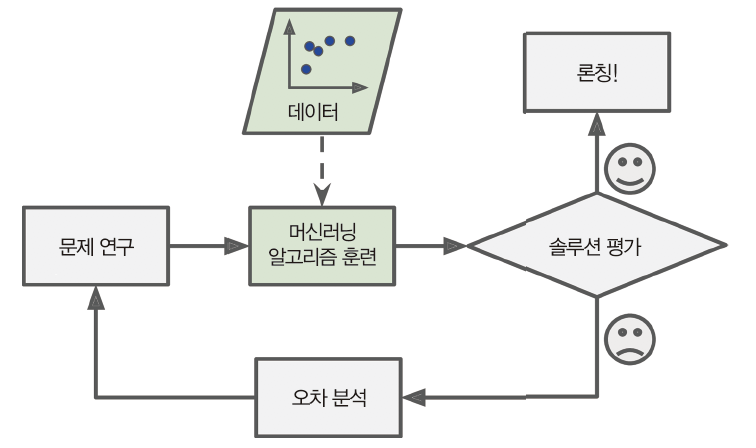 데이터
론칭!
문제 연구
머신러닝
알고리즘 훈련
솔루션 평가
오차 분석